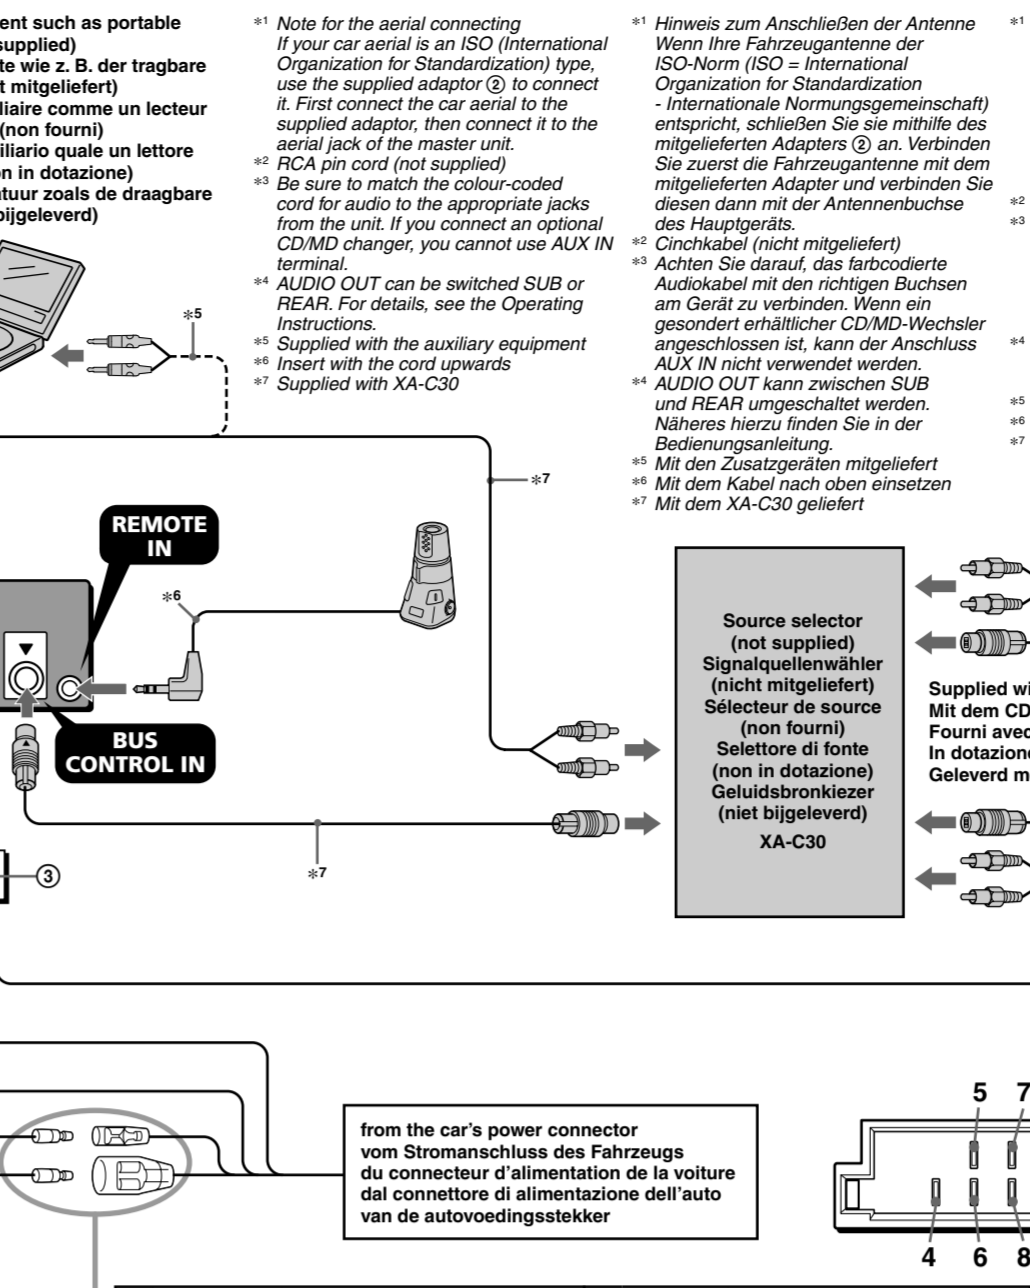 ent such as portable
supplied)
te wie z. B. der tragbare
t mitgeliefert)
liaire comme un lecteur
(non fourni)
iliario quale un lettore
n in dotazione)
atuur zoals de draagbare
bijgeleverd)
*1 Note for the aerial connecting
If your car aerial is an ISO (International
Organization for Standardization) type,
use the supplied adaptor ② to connect
it. First connect the car aerial to the
supplied adaptor, then connect it to the
aerial jack of the master unit.
*2 RCA pin cord (not supplied)
*3 Be sure to match the colour-coded
cord for audio to the appropriate jacks
from the unit. If you connect an optional
CD/MD changer, you cannot use AUX IN
terminal.
*4 AUDIO OUT can be switched SUB or
REAR. For details, see the Operating
Instructions.
*5 Supplied with the auxiliary equipment
*6 Insert with the cord upwards
*7 Supplied with XA-C30
*1 Hinweis zum Anschließen der Antenne
Wenn Ihre Fahrzeugantenne der
ISO-Norm (ISO = International
Organization for Standardization
- Internationale Normungsgemeinschaft)
entspricht, schließen Sie sie mithilfe des
mitgelieferten Adapters ② an. Verbinden
Sie zuerst die Fahrzeugantenne mit dem
mitgelieferten Adapter und verbinden Sie
diesen dann mit der Antennenbuchse
des Hauptgeräts.
*2 Cinchkabel (nicht mitgeliefert)
*3 Achten Sie darauf, das farbcodierte
Audiokabel mit den richtigen Buchsen
am Gerät zu verbinden. Wenn ein
gesondert erhältlicher CD/MD-Wechsler
angeschlossen ist, kann der Anschluss
AUX IN nicht verwendet werden.
*4 AUDIO OUT kann zwischen SUB
und REAR umgeschaltet werden.
Näheres hierzu finden Sie in der
Bedienungsanleitung.
*5 Mit den Zusatzgeräten mitgeliefert
*6 Mit dem Kabel nach oben einsetzen
*7 Mit dem XA-C30 geliefert
*1
*2
*3
*4
*5
*6
*7
*5
*7
REMOTE
IN
*6
BUS
CONTROL IN
*7
③
Source selector
(not supplied)
Signalquellenwähler
(nicht mitgeliefert)
Sélecteur de source
(non fourni)
Selettore di fonte
(non in dotazione)
Geluidsbronkiezer
(niet bijgeleverd)
XA-C30
Supplied wi
Mit dem CD
Fourni avec
In dotazione
Geleverd m
from the car's power connector
vom Stromanschluss des Fahrzeugs
du connecteur d'alimentation de la voiture
dal connettore di alimentazione dell'auto
van de autovoedingsstekker
5 7
4 6 8